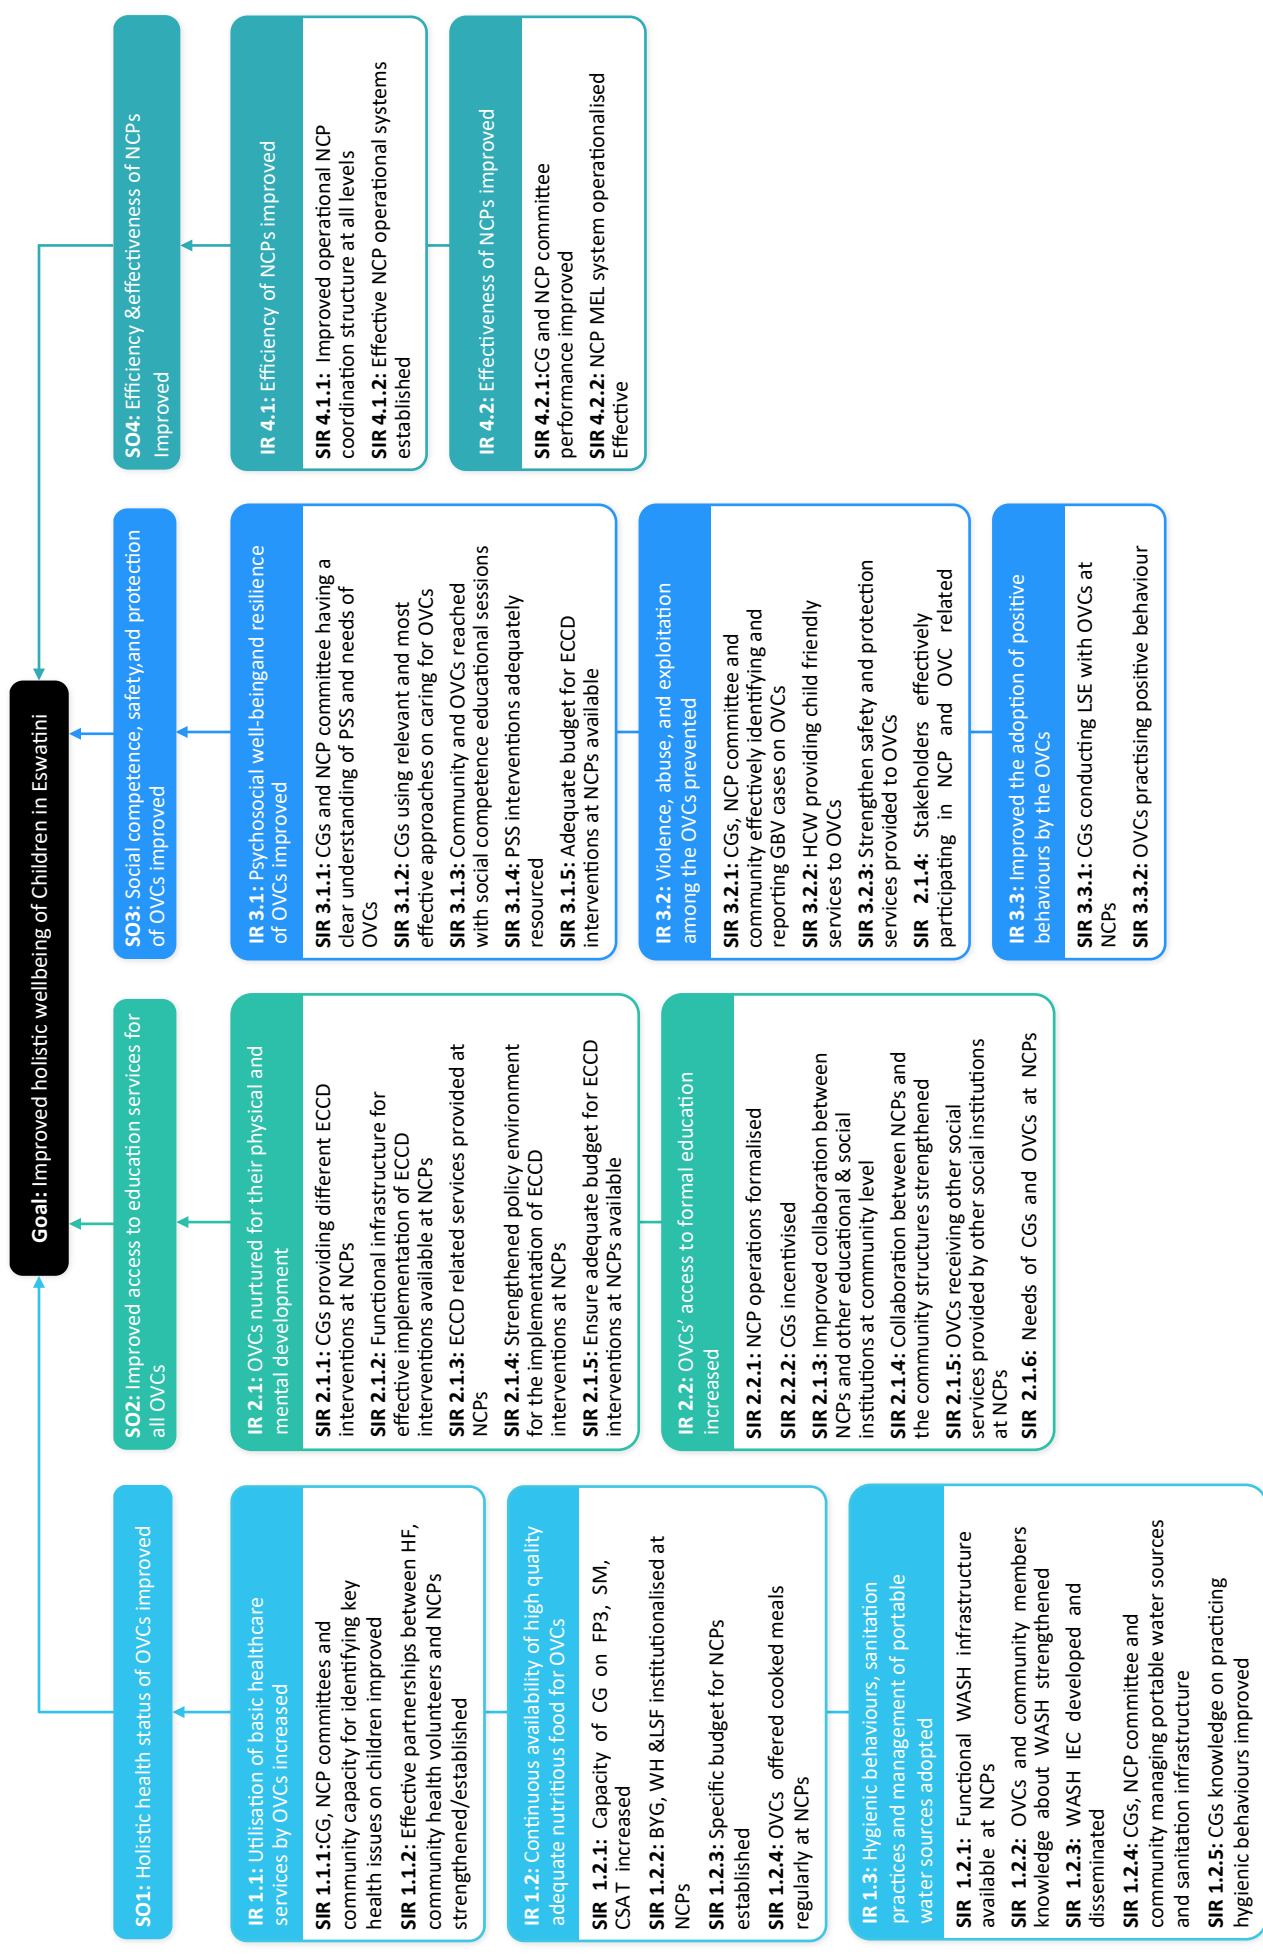 Goal: Improved holistic wellbeing of Children in Eswatini
SO1: Holistic health status of OVCs improved
IR 1.1: Utilisation of basic healthcare
services by OVCs increased
SIR 1.1.1:CG, NCP committees and
community capacity for identifying key
health issues on children improved
SIR 1.1.2: Effective partnerships between HF,
community health volunteers and NCPs
strengthened/established
IR 1.2: Continuous availability of high quality
adequate nutritious food for OVCs
SIR 1.2.1: Capacity of CG on FP3, SM,
CSAT increased
SIR 1.2.2: BYG, WH &LSF institutionalised at
NCPs
SIR 1.2.3: Specific budget for NCPs
established
SIR 1.2.4: OVCs offered cooked meals
regularly at NCPs
IR 1.3: Hygienic behaviours, sanitation
practices and management of portable
water sources adopted
SIR 1.2.1: Functional WASH infrastructure
available at NCPs
SIR 1.2.2: OVCs and community members
knowledge about WASH strengthened
SIR 1.2.3: WASH IEC developed and
disseminated
SIR 1.2.4: CGs, NCP committee and
community managing portable water sources
and sanitation infrastructure
SIR 1.2.5: CGs knowledge on practicing
hygienic behaviours improved
SO2: Improved access to education services for
all OVCs
IR 2.1: OVCs nurtured for their physical and
mental development
SIR 2.1.1: CGs providing different ECCD
interventions at NCPs
SIR 2.1.2: Functional infrastructure for
effective implementation of ECCD
interventions available at NCPs
SIR 2.1.3: ECCD related services provided at
NCPs
SIR 2.1.4: Strengthened policy environment
for the implementation of ECCD
interventions at NCPs
SIR 2.1.5: Ensure adequate budget for ECCD
interventions at NCPs available
IR 2.2: OVCs’ access to formal education
increased
SIR 2.2.1: NCP operations formalised
SIR 2.2.2: CGs incentivised
SIR 2.1.3: Improved collaboration between
NCPs and other educational & social
institutions at community level
SIR 2.1.4: Collaboration between NCPs and
the community structures strengthened
SIR 2.1.5: OVCs receiving other social
services provided by other social institutions
at NCPs
SIR 2.1.6: Needs of CGs and OVCs at NCPs
SO3: Social competence, safety,and protection
of OVCs improved
IR 3.1: Psychosocial well-beingand resilience
of OVCs improved
SIR 3.1.1: CGs and NCP committee having a
clear understanding of PSS and needs of
OVCs
SIR 3.1.2: CGs using relevant and most
effective approaches on caring for OVCs
SIR 3.1.3: Community and OVCs reached
with social competence educational sessions
SIR 3.1.4: PSS interventions adequately
resourced
SIR 3.1.5: Adequate budget for ECCD
interventions at NCPs available
IR 3.2: Violence, abuse, and exploitation
among the OVCs prevented
SIR 3.2.1: CGs, NCP committee and
community effectively identifying and
reporting GBV cases on OVCs
SIR 3.2.2: HCW providing child friendly
services to OVCs
SIR 3.2.3: Strengthen safety and protection
services provided to OVCs
SIR 2.1.4: Stakeholders effectively
participating in NCP and OVC related
IR 3.3: Improved the adoption of positive
behaviours by the OVCs
SIR 3.3.1: CGs conducting LSE with OVCs at
NCPs
SIR 3.3.2: OVCs practising positive behaviour
SO4: Efficiency &effectiveness of NCPs
Improved
IR 4.1: Efficiency of NCPs improved
SIR 4.1.1: Improved operational NCP
coordination structure at all levels
SIR 4.1.2: Effective NCP operational systems
established
IR 4.2: Effectiveness of NCPs improved
SIR 4.2.1:CG and NCP committee
performance improved
SIR 4.2.2: NCP MEL system operationalised
Effective